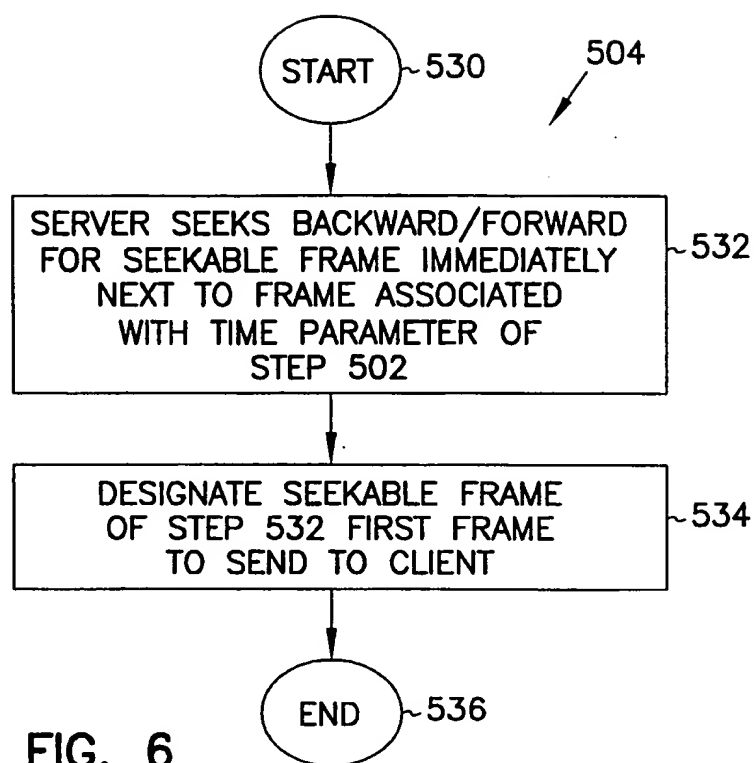 START
530
504
SERVER SEEKS BACKWARD/FORWARD
FOR SEEKABLE FRAME IMMEDIATELY
NEXT TO FRAME ASSOCIATED
WITH TIME PARAMETER OF
STEP 502
532
DESIGNATE SEEKABLE FRAME
OF STEP 532 FIRST FRAME
TO SEND TO CLIENT
534
END
536
FIG. 6